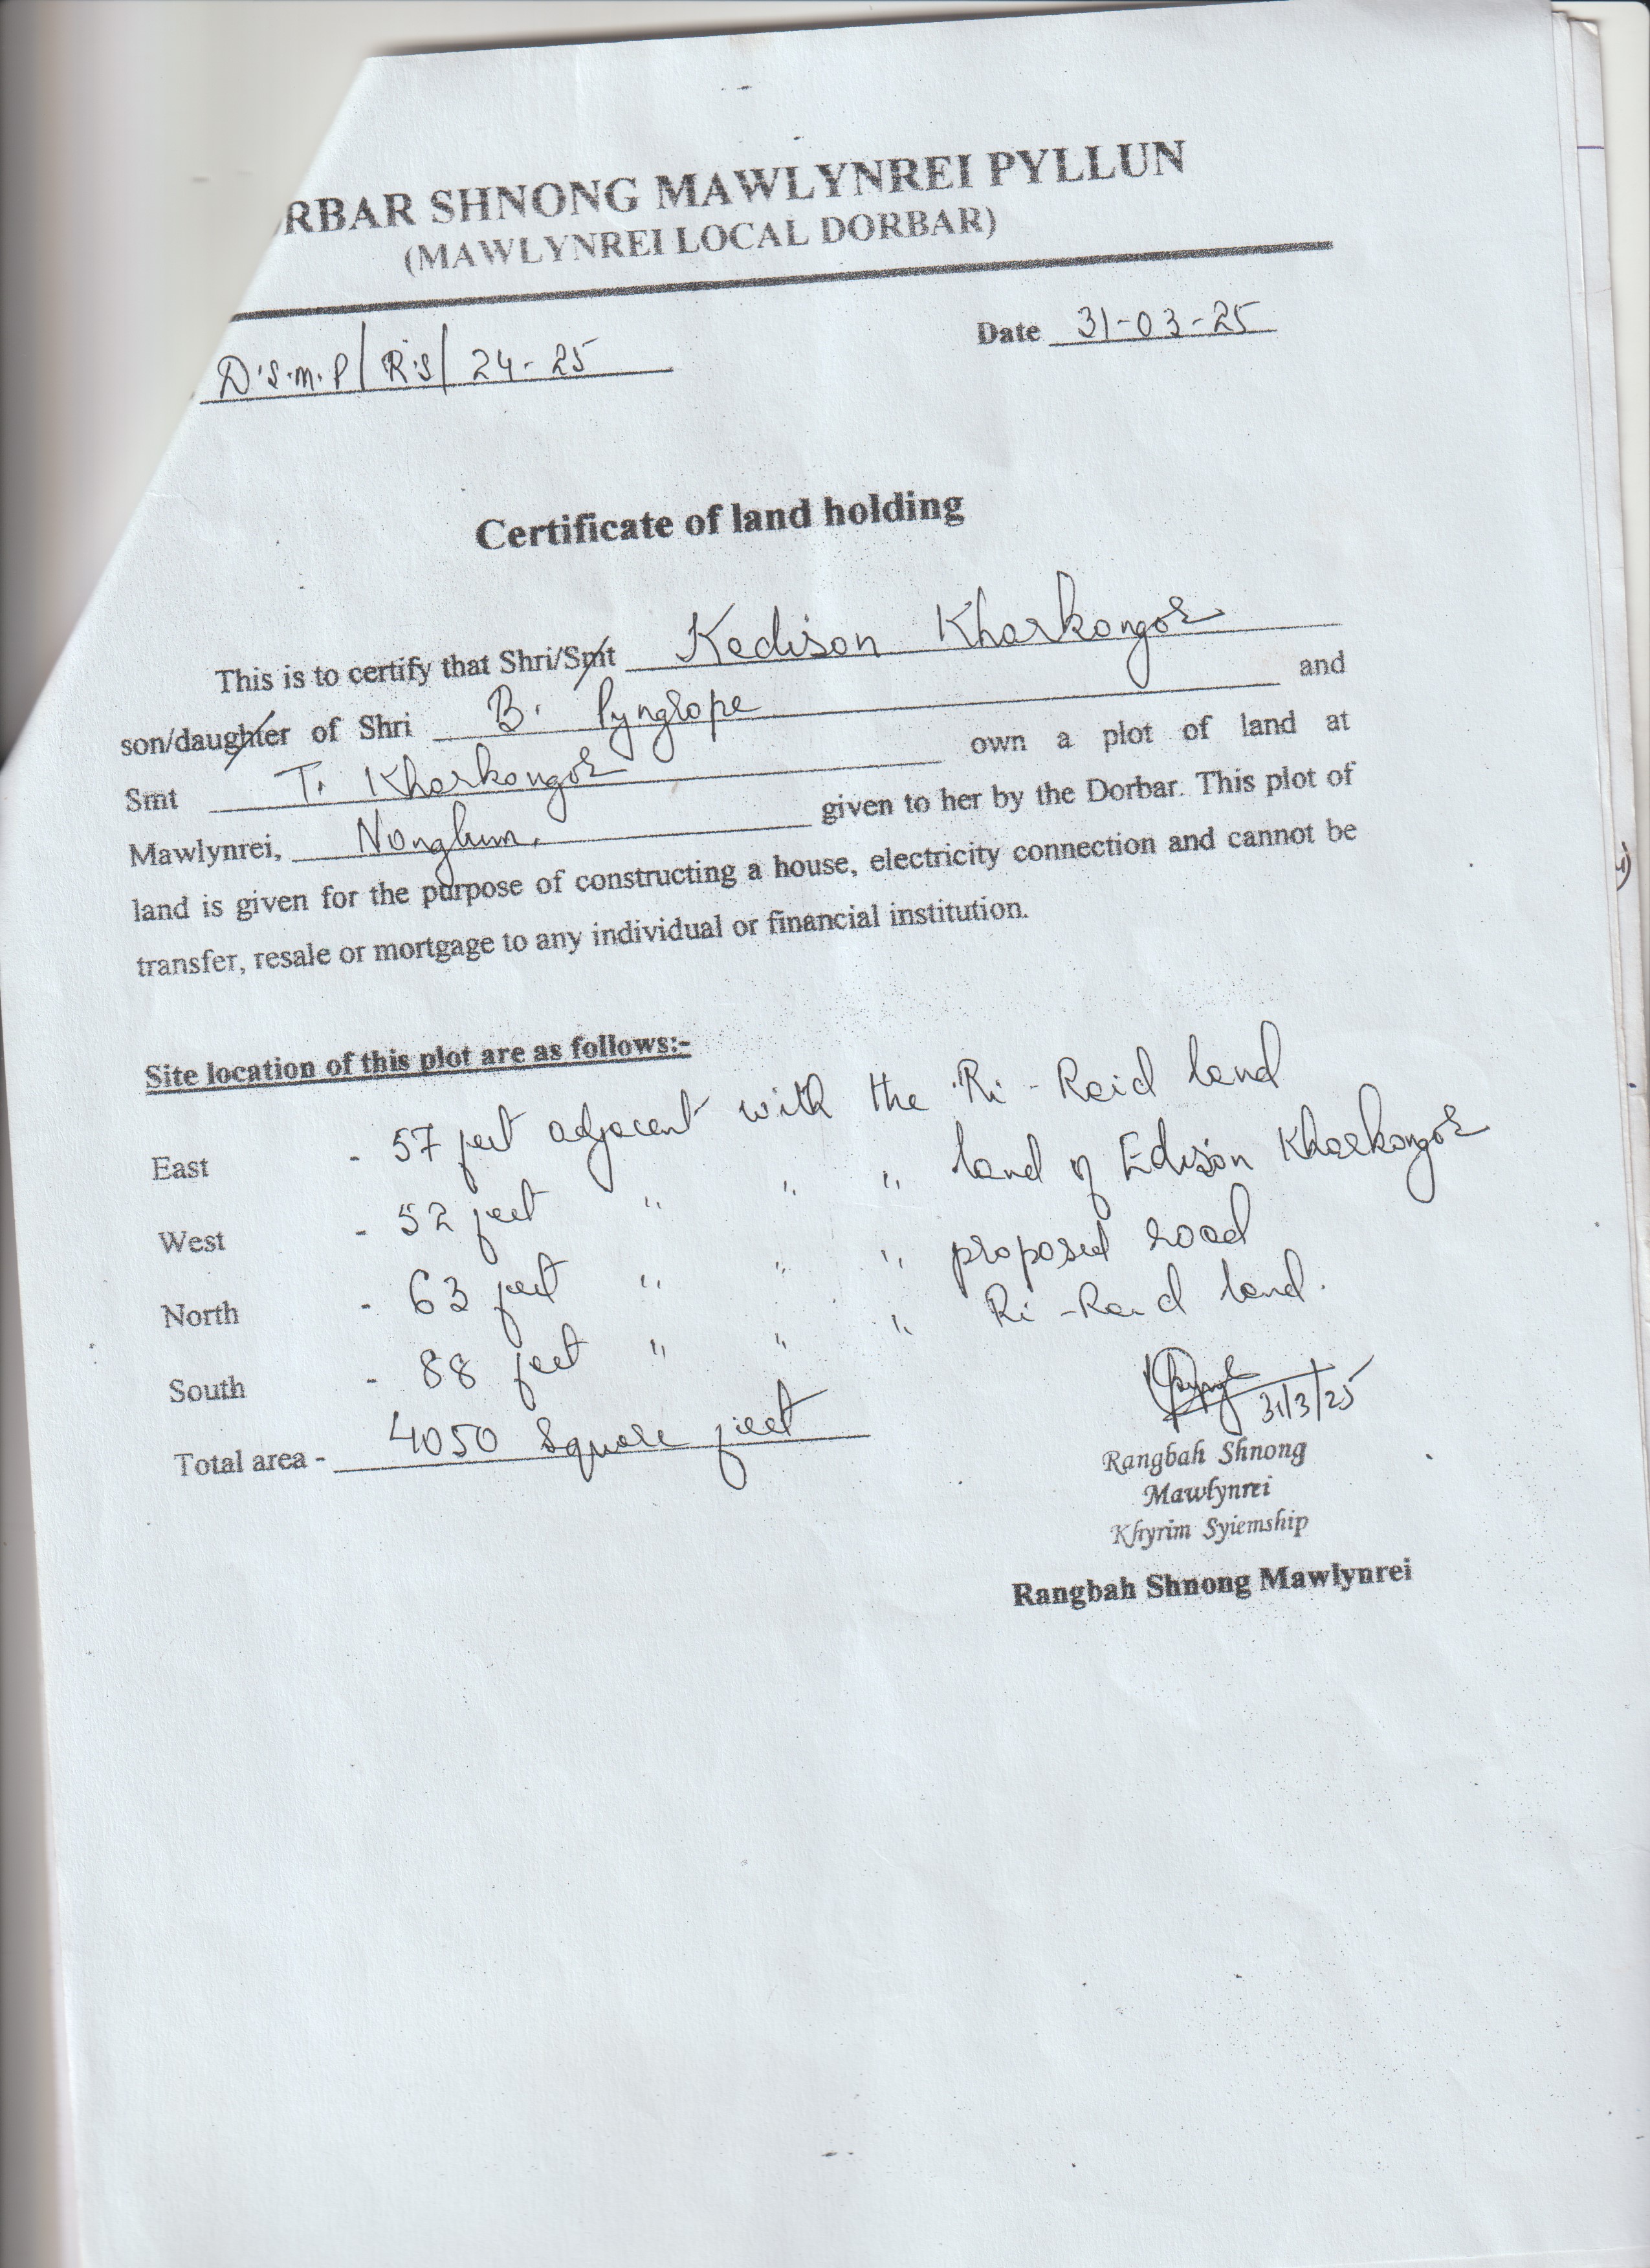 RBAR SHNONG MAWLYNREI PYLLUN
(MAWLYNREI LOCAL DORBAR)
D.S.M.P/R.S/24-25 Date 31-03-25
Certificate of land holding
This is to certify that Shri/Smt Kedison Kharkongor
son/daughter of Shri B. Pyngrope and
Smt T. Kharkongor own a plot of land at
Mawlynrei, Nonglum. given to her by the Dorbar. This plot of
land is given for the purpose of constructing a house, electricity connection and cannot be
transfer, resale or mortgage to any individual or financial institution.
Site location of this plot are as follows:-
East - 57 feet adjacent with the Ri-Raid land
West - 52 feet " " " land of Edison Kharkongor
North - 63 feet " " " proposed road
South - 88 feet " " " Ri-Raid land.
Total area - 4050 Square feet
31/3/25
Rangbah Shnong
Mawlynrei
Khyrim Syiemship
Rangbah Shnong Mawlynrei